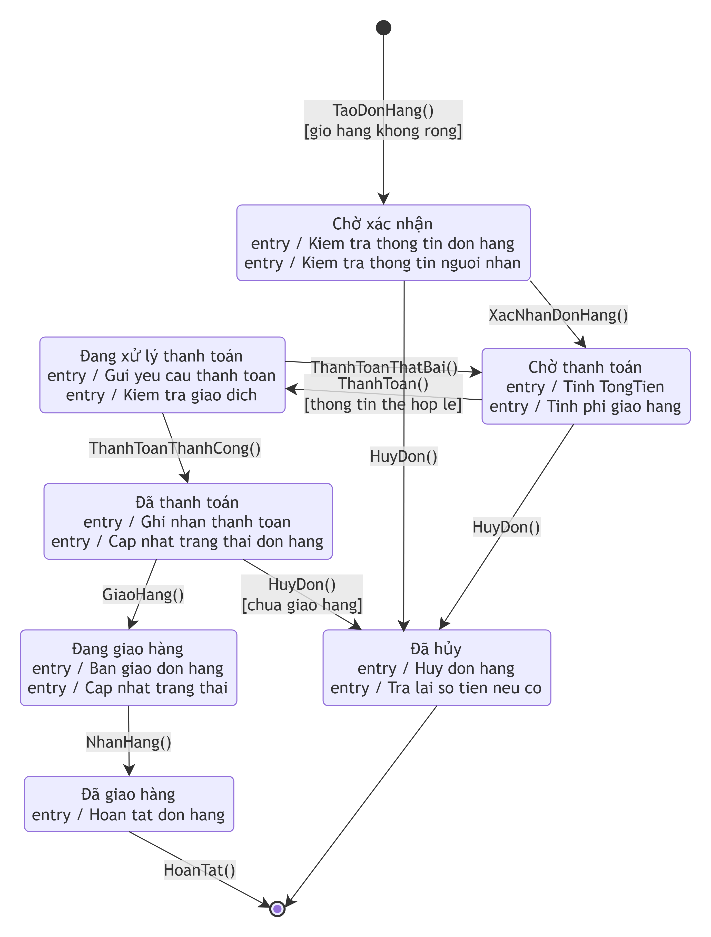 TaoDonHang()
[gio hang khong rong]
Chờ xác nhận
entry / Kiem tra thong tin don hang
entry / Kiem tra thong tin nguoi nhan
XacNhanDonHang()
Đang xử lý thanh toán
entry / Gui yeu cau thanh toan
entry / Kiem tra giao dich
ThanhToanThatBai()
ThanhToan()
[thong tin the hop le]
Chờ thanh toán
entry / Tinh TongTien
entry / Tinh phi giao hang
ThanhToanThanhCong()
HuyDon()
Đã thanh toán
entry / Ghi nhan thanh toan
entry / Cap nhat trang thai don hang
HuyDon()
GiaoHang()
HuyDon()
[chua giao hang]
Đang giao hàng
entry / Ban giao don hang
entry / Cap nhat trang thai
Đã hủy
entry / Huy don hang
entry / Tra lai so tien neu co
NhanHang()
Đã giao hàng
entry / Hoan tat don hang
HoanTat()